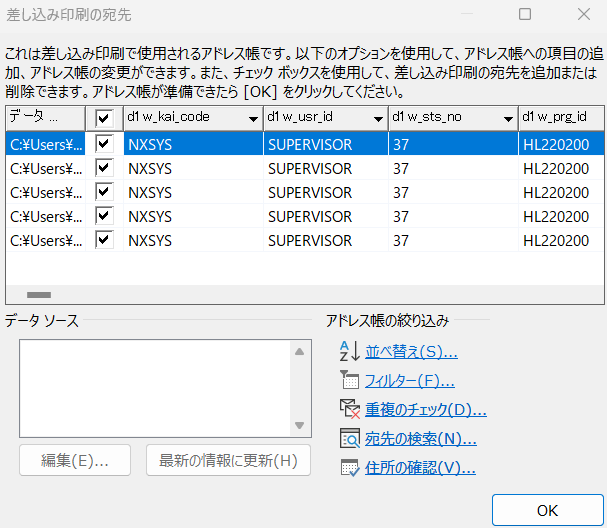 差し込み印刷の宛先
これは差し込み印刷で使用されるアドレス帳です。以下のオプションを使用して、アドレス帳への項目の追
加、アドレス帳の変更ができます。また、チェック ボックスを使用して、差し込み印刷の宛先を追加または
削除できます。アドレス帳が準備できたら [OK] をクリックしてください。
データ ... d1w_kai_code d1w_usr_id d1w_sts_no d1w_prg_id
C:¥Users¥... NXSYS SUPERVISOR 37 HL220200
C:¥Users¥... NXSYS SUPERVISOR 37 HL220200
C:¥Users¥... NXSYS SUPERVISOR 37 HL220200
C:¥Users¥... NXSYS SUPERVISOR 37 HL220200
C:¥Users¥... NXSYS SUPERVISOR 37 HL220200
データ ソース
編集(E)... 最新の情報に更新(H)
アドレス帳の絞り込み
並べ替え(S)...
フィルター(F)...
重複のチェック(D)...
宛先の検索(N)...
住所の確認(V)...
OK